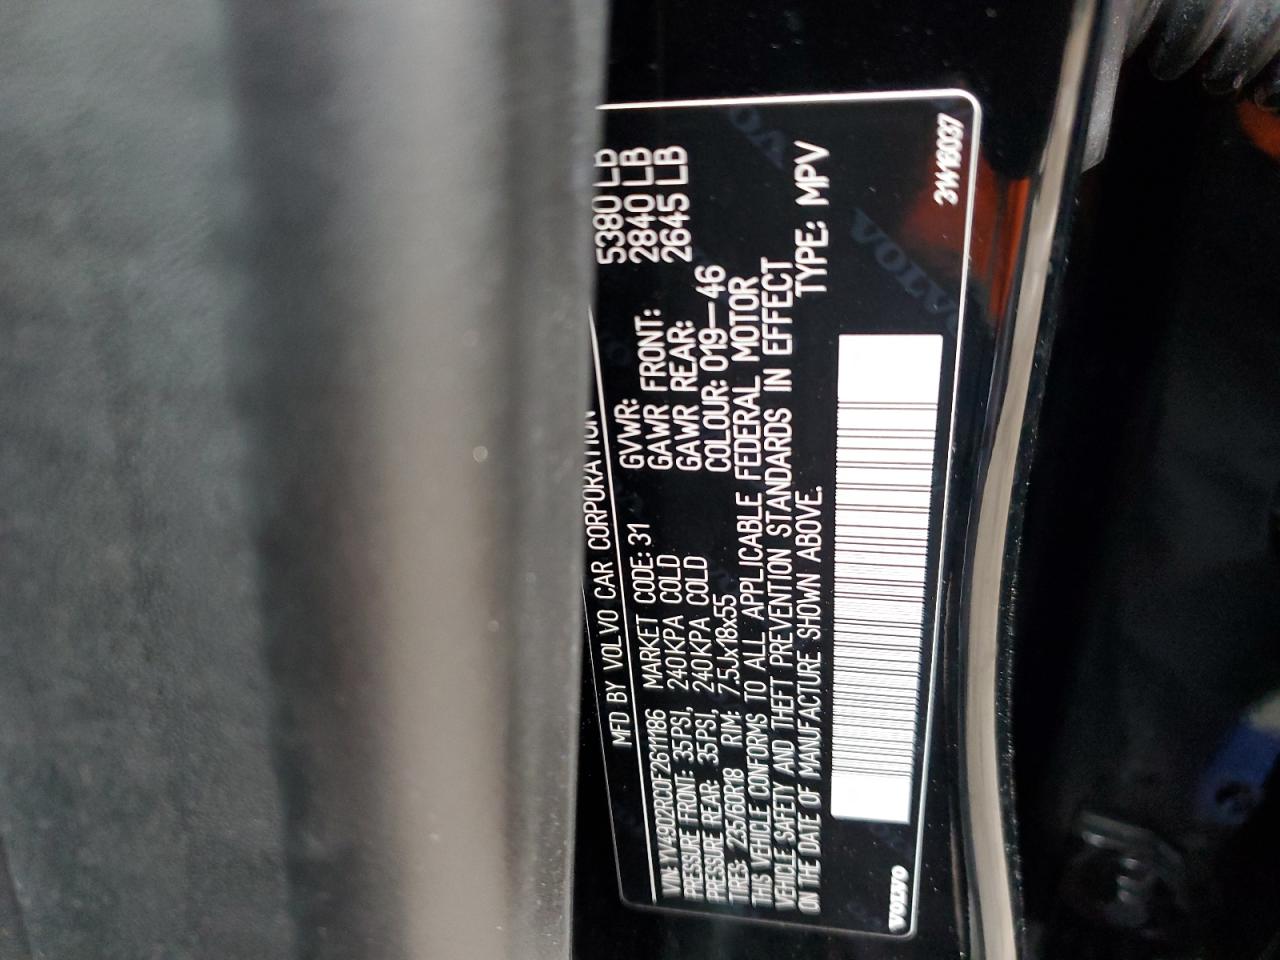 MFD BY VOLVO CAR CORPORATION
GVWR: 5380 LB
VIN: YV4902RC0F2611186 MARKET CODE: 31 GAWR FRONT: 2840 LB
PRESSURE FRONT: 35PSI, 240KPA COLD GAWR REAR: 2645 LB
PRESSURE REAR: 35PSI, 240KPA COLD COLOUR: 019-46
TIRES: 235/60R18 RIM: 7.5Jx18x55
THIS VEHICLE CONFORMS TO ALL APPLICABLE FEDERAL MOTOR
VEHICLE SAFETY AND THEFT PREVENTION STANDARDS IN EFFECT
ON THE DATE OF MANUFACTURE SHOWN ABOVE. TYPE: MPV
VOLVO 31416037